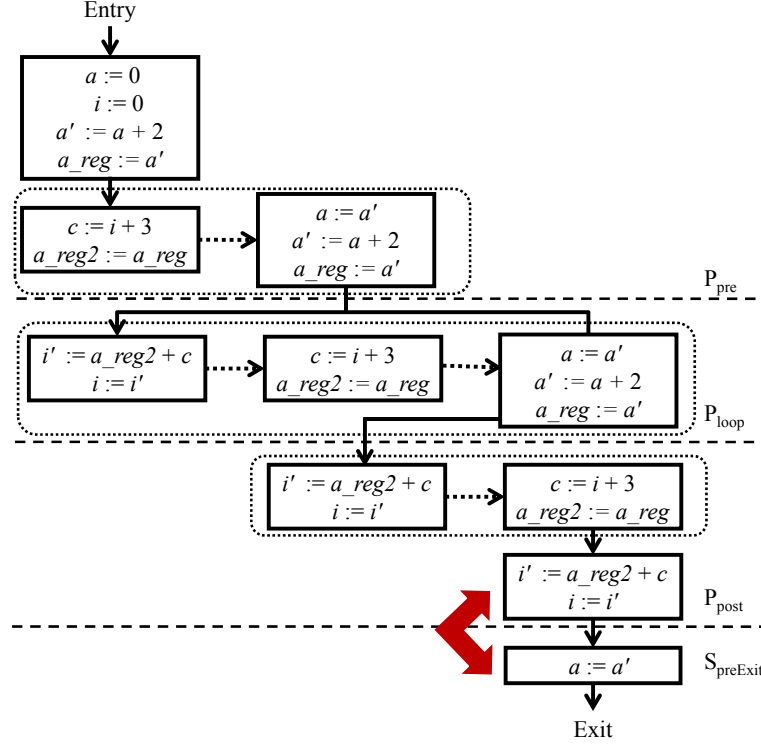 Entry
a := 0
i := 0
a′ := a + 2
a_reg := a′
c := i + 3
a_reg2 := a_reg
a := a′
a′ := a + 2
a_reg := a′
P_pre
i′ := a_reg2 + c
i := i′
c := i + 3
a_reg2 := a_reg
a := a′
a′ := a + 2
a_reg := a′
P_loop
i′ := a_reg2 + c
i := i′
c := i + 3
a_reg2 := a_reg
i′ := a_reg2 + c
i := i′
P_post
a := a′
S_preExit
Exit